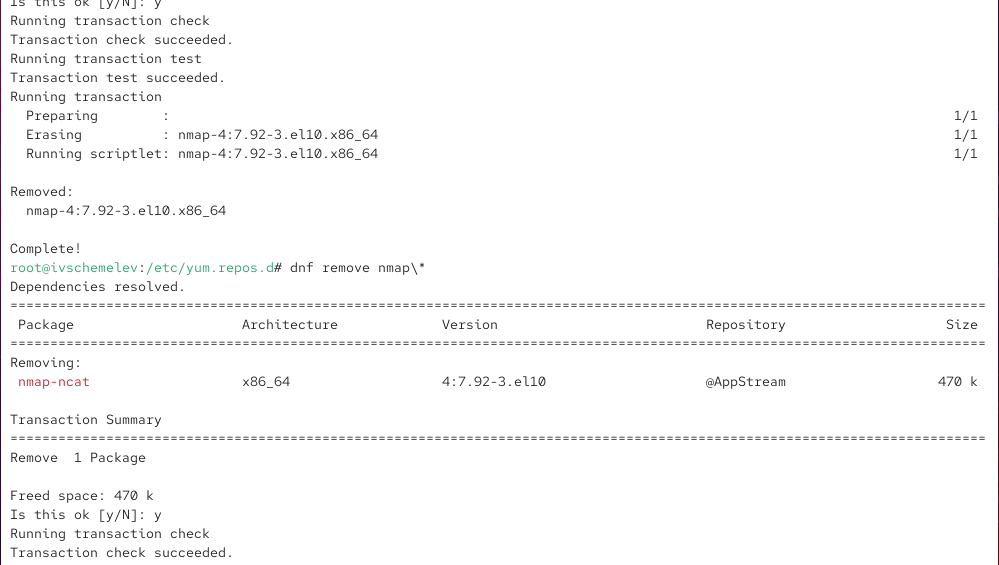 Is this ok [y/N]: y
Running transaction check
Transaction check succeeded.
Running transaction test
Transaction test succeeded.
Running transaction
  Preparing        :                                                                                                  1/1
  Erasing          : nmap-4:7.92-3.el10.x86_64                                                                        1/1
  Running scriptlet: nmap-4:7.92-3.el10.x86_64                                                                        1/1

Removed:
  nmap-4:7.92-3.el10.x86_64

Complete!
root@ivschemelev:/etc/yum.repos.d# dnf remove nmap\*
Dependencies resolved.
==========================================================================================================================
 Package                     Architecture             Version                          Repository                    Size
==========================================================================================================================
Removing:
 nmap-ncat                   x86_64                   4:7.92-3.el10                    @AppStream                   470 k

Transaction Summary
==========================================================================================================================
Remove  1 Package

Freed space: 470 k
Is this ok [y/N]: y
Running transaction check
Transaction check succeeded.